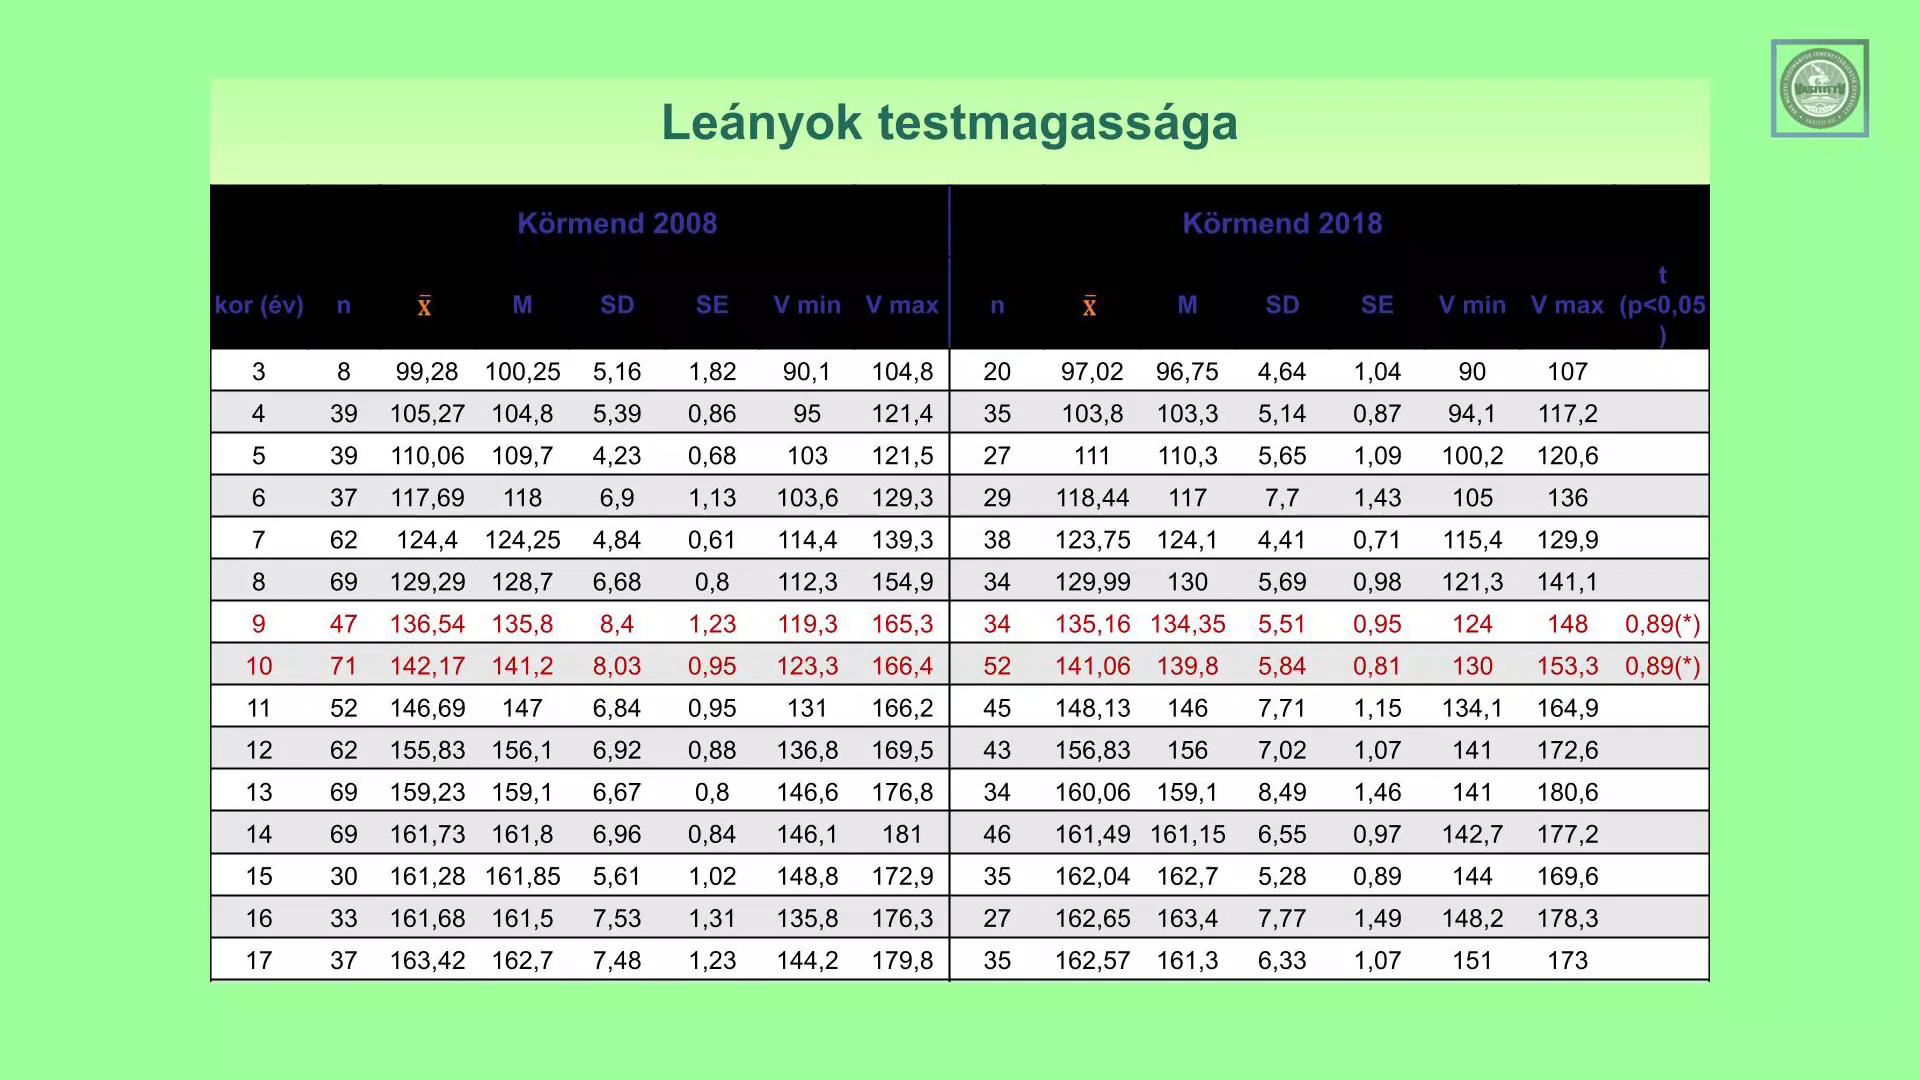 Leányok testmagassága
Körmend 2008 Körmend 2018
kor (év) n x̄ M SD SE V min V max n x̄ M SD SE V min V max t (p<0,05)
3 8 99,28 100,25 5,16 1,82 90,1 104,8 20 97,02 96,75 4,64 1,04 90 107
4 39 105,27 104,8 5,39 0,86 95 121,4 35 103,8 103,3 5,14 0,87 94,1 117,2
5 39 110,06 109,7 4,23 0,68 103 121,5 27 111 110,3 5,65 1,09 100,2 120,6
6 37 117,69 118 6,9 1,13 103,6 129,3 29 118,44 117 7,7 1,43 105 136
7 62 124,4 124,25 4,84 0,61 114,4 139,3 38 123,75 124,1 4,41 0,71 115,4 129,9
8 69 129,29 128,7 6,68 0,8 112,3 154,9 34 129,99 130 5,69 0,98 121,3 141,1
9 47 136,54 135,8 8,4 1,23 119,3 165,3 34 135,16 134,35 5,51 0,95 124 148 0,89(*)
10 71 142,17 141,2 8,03 0,95 123,3 166,4 52 141,06 139,8 5,84 0,81 130 153,3 0,89(*)
11 52 146,69 147 6,84 0,95 131 166,2 45 148,13 146 7,71 1,15 134,1 164,9
12 62 155,83 156,1 6,92 0,88 136,8 169,5 43 156,83 156 7,02 1,07 141 172,6
13 69 159,23 159,1 6,67 0,8 146,6 176,8 34 160,06 159,1 8,49 1,46 141 180,6
14 69 161,73 161,8 6,96 0,84 146,1 181 46 161,49 161,15 6,55 0,97 142,7 177,2
15 30 161,28 161,85 5,61 1,02 148,8 172,9 35 162,04 162,7 5,28 0,89 144 169,6
16 33 161,68 161,5 7,53 1,31 135,8 176,3 27 162,65 163,4 7,77 1,49 148,2 178,3
17 37 163,42 162,7 7,48 1,23 144,2 179,8 35 162,57 161,3 6,33 1,07 151 173